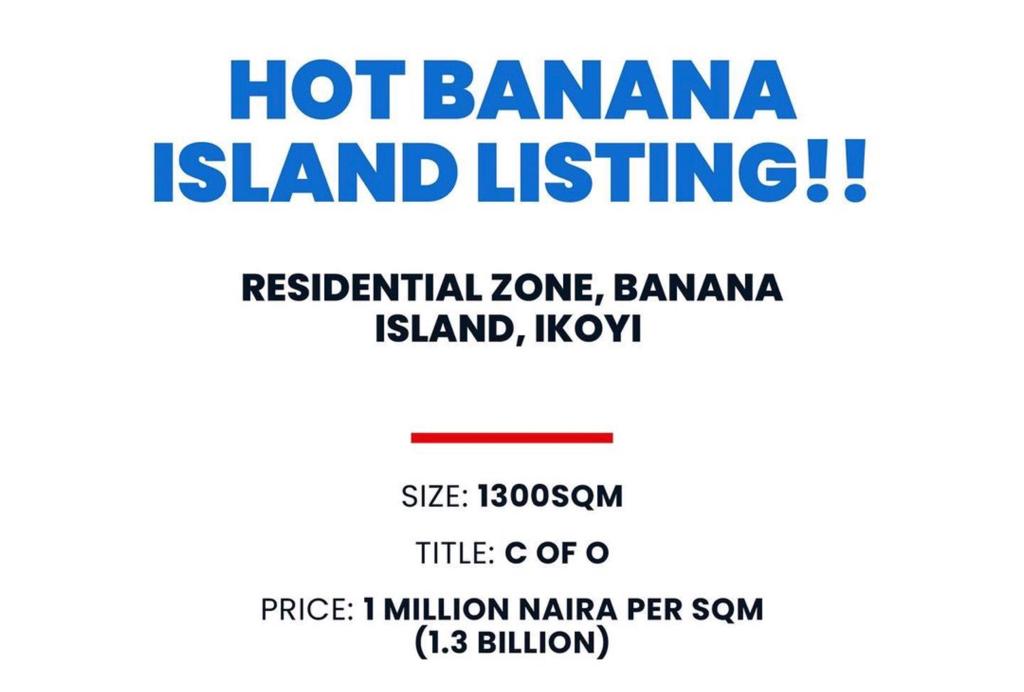 HOT BANANA
ISLAND LISTING!!
RESIDENTIAL ZONE, BANANA
ISLAND, IKOYI
SIZE: 1300SQM
TITLE: C OF O
PRICE: 1 MILLION NAIRA PER SQM
(1.3 BILLION)